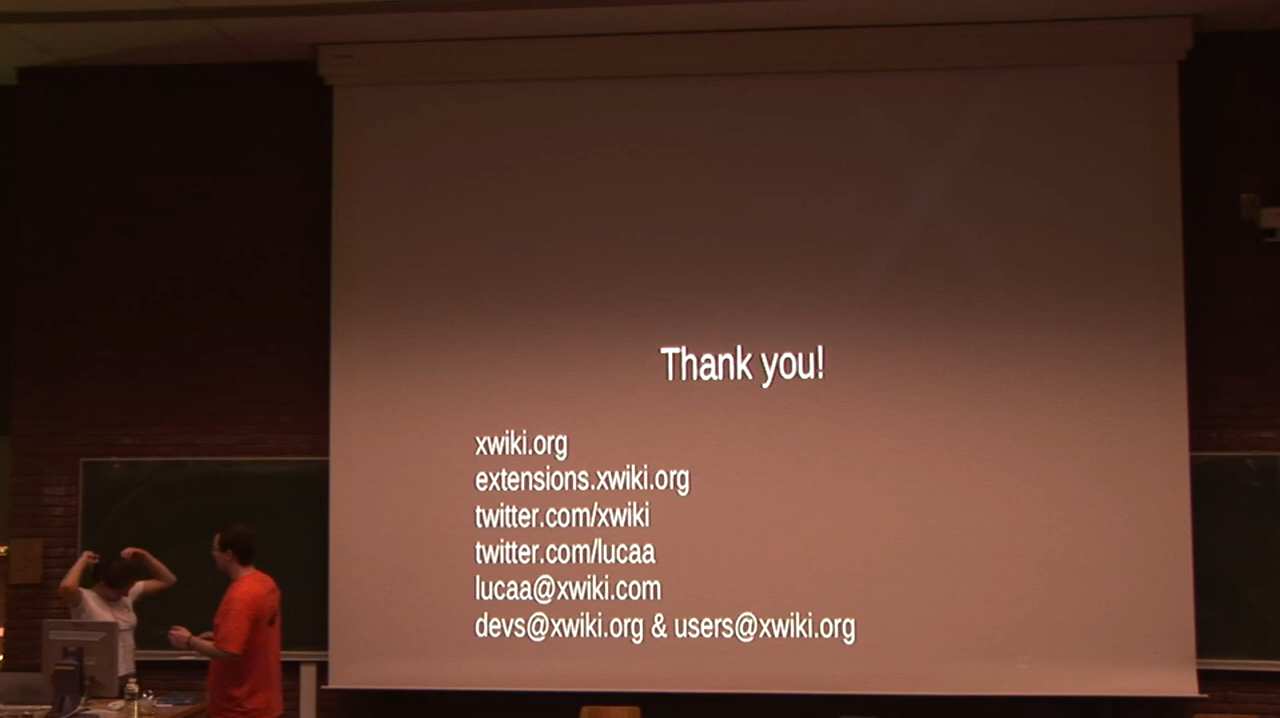 Thank you!
xwiki.org
extensions.xwiki.org
twitter.com/xwiki
twitter.com/lucaa
lucaa@xwiki.com
devs@xwiki.org & users@xwiki.org